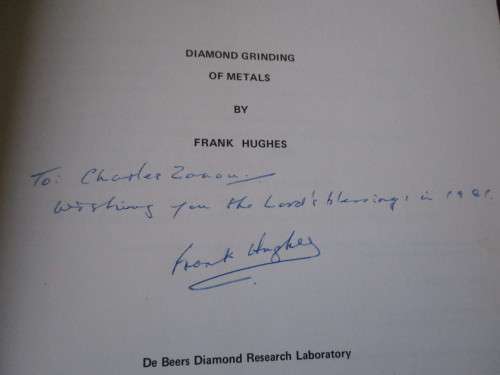 DIAMOND GRINDING
OF METALS
BY
FRANK HUGHES
To: Charles
Wishing you the Lord's blessings in 1981.
Frank Hughes
De Beers Diamond Research Laboratory